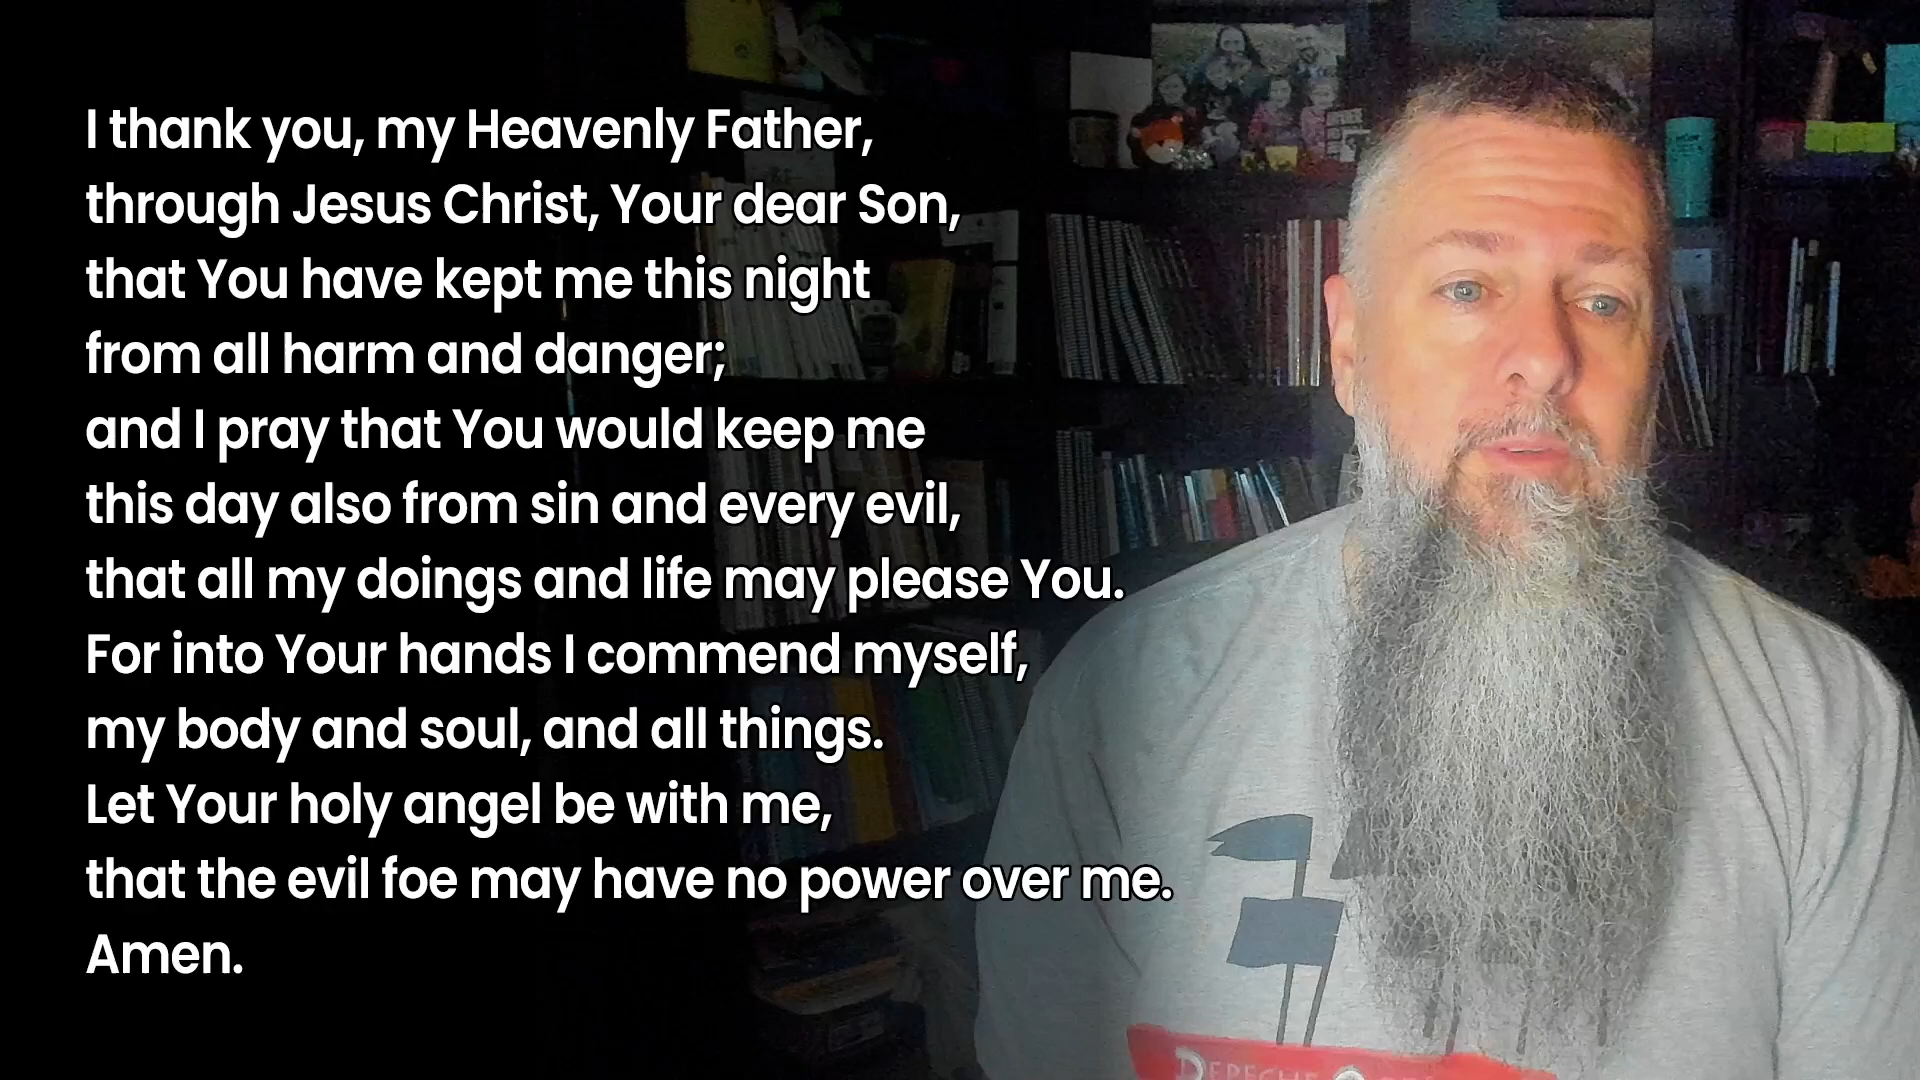 I thank you, my Heavenly Father,
through Jesus Christ, Your dear Son,
that You have kept me this night
from all harm and danger;
and I pray that You would keep me
this day also from sin and every evil,
that all my doings and life may please You.
For into Your hands I commend myself,
my body and soul, and all things.
Let Your holy angel be with me,
that the evil foe may have no power over me.
Amen.